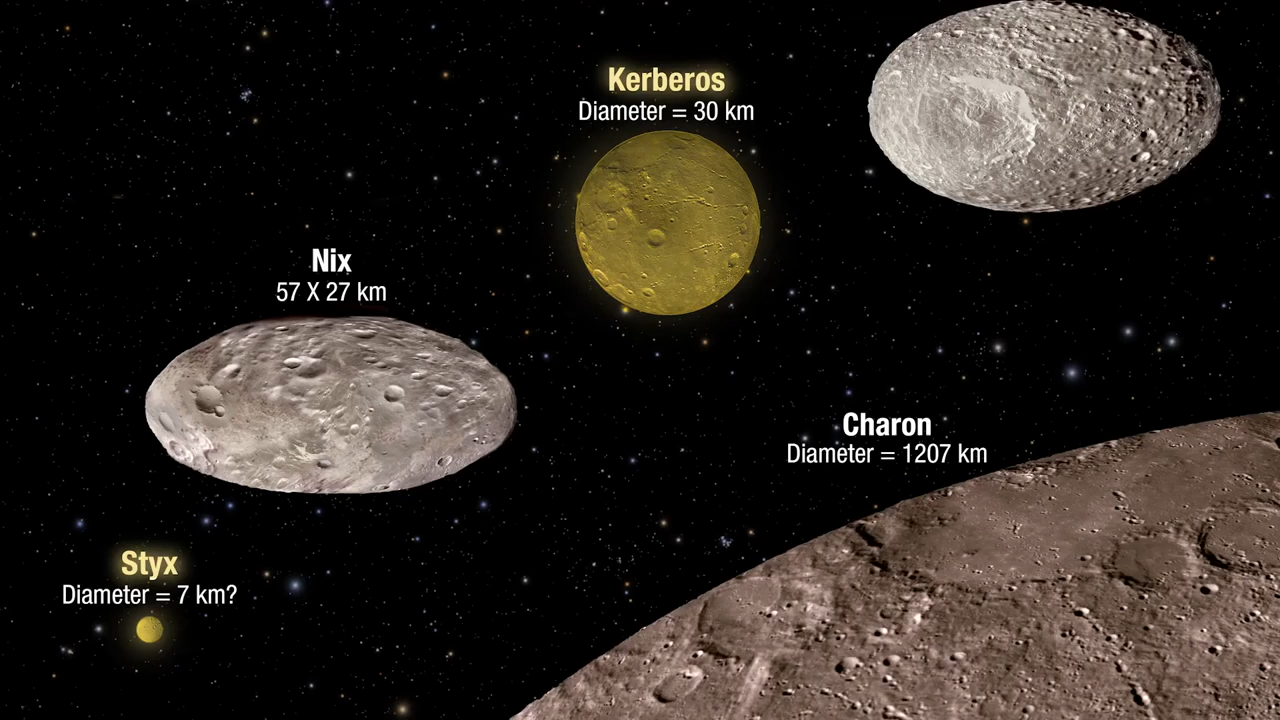 Kerberos
Diameter = 30 km
Nix
57 X 27 km
Charon
Diameter = 1207 km
Styx
Diameter = 7 km?